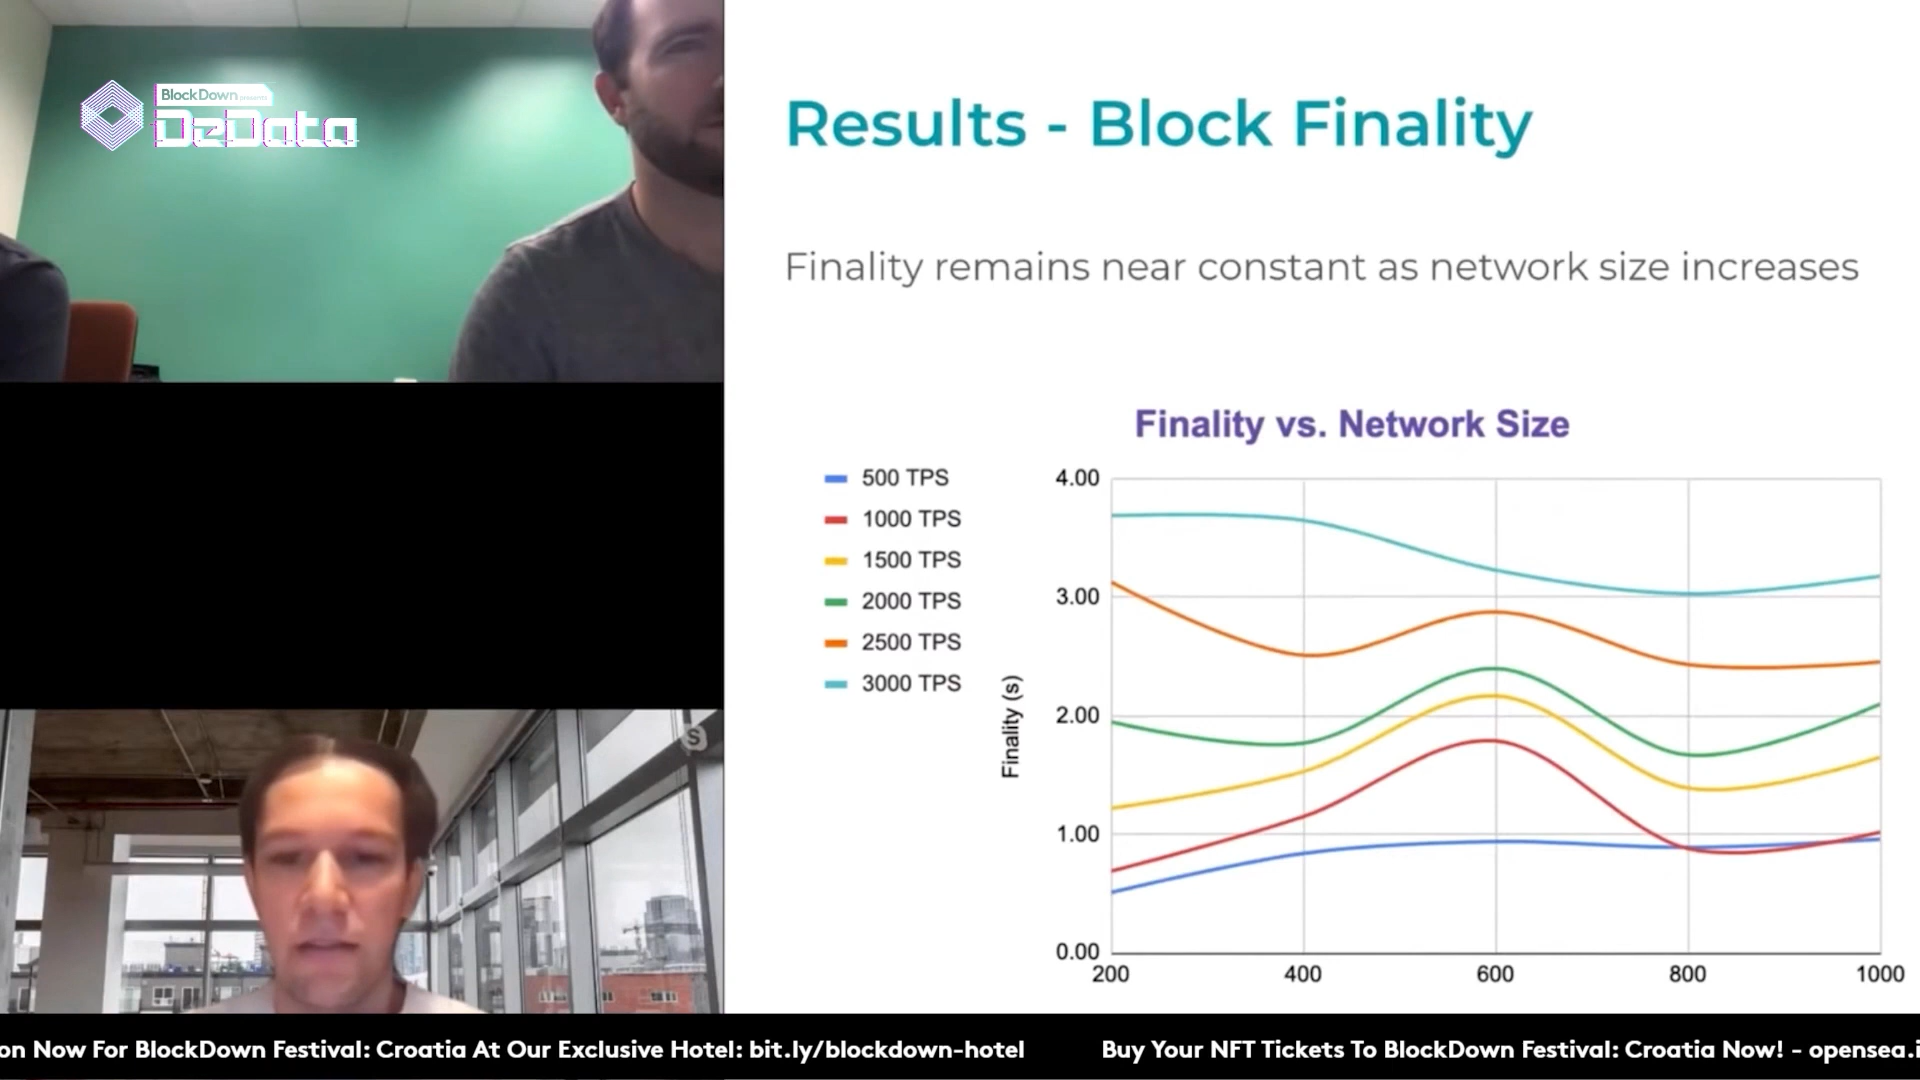 BlockDown presents
DeData
Results - Block Finality
Finality remains near constant as network size increases
Finality vs. Network Size
500 TPS
1000 TPS
1500 TPS
2000 TPS
2500 TPS
3000 TPS
Finality (s)
4.00
3.00
2.00
1.00
0.00
200 400 600 800 1000
S
on Now For BlockDown Festival: Croatia At Our Exclusive Hotel: bit.ly/blockdown-hotel Buy Your NFT Tickets To BlockDown Festival: Croatia Now! - opensea.i